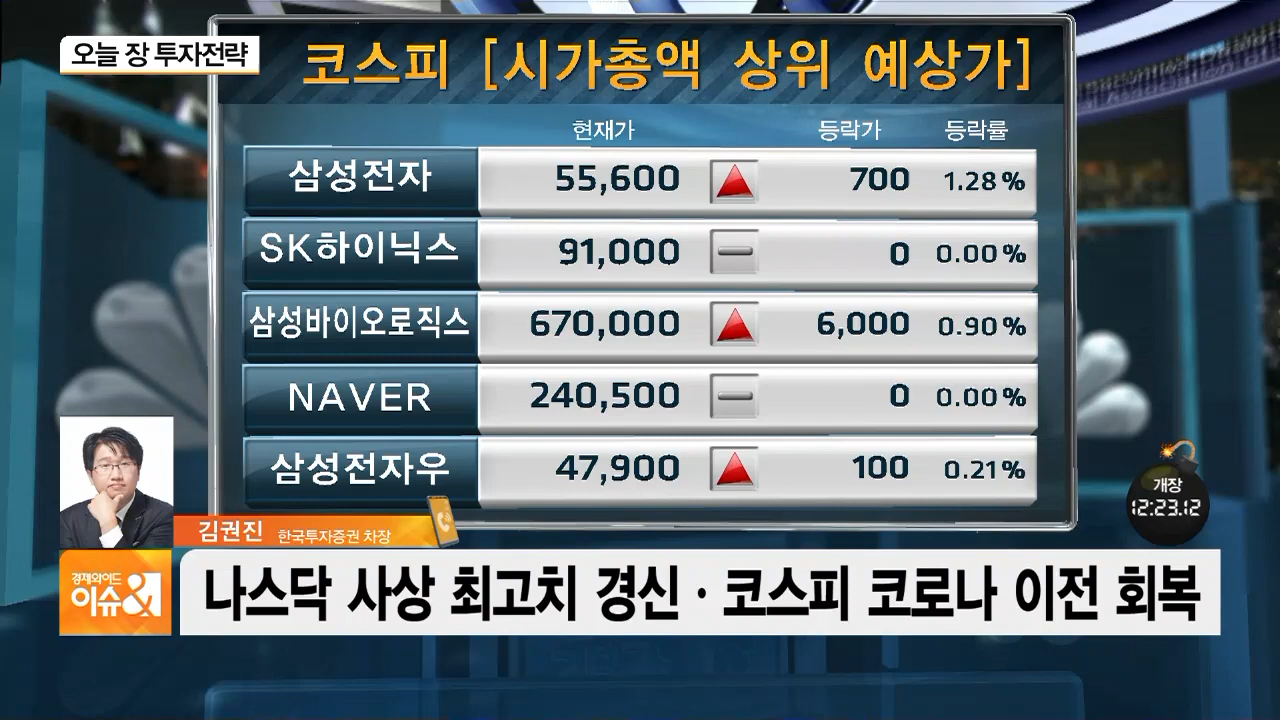 오늘 장 투자전략
코스피 [시가총액 상위 예상가]
현재가 등락가 등락률
삼성전자 55,600 700 1.28%
SK하이닉스 91,000 0 0.00%
삼성바이오로직스 670,000 6,000 0.90%
NAVER 240,500 0 0.00%
삼성전자우 47,900 100 0.21%
개장
12:23.12
김권진 한국투자증권 차장
경제와이드
이슈&
나스닥 사상 최고치 경신·코스피 코로나 이전 회복